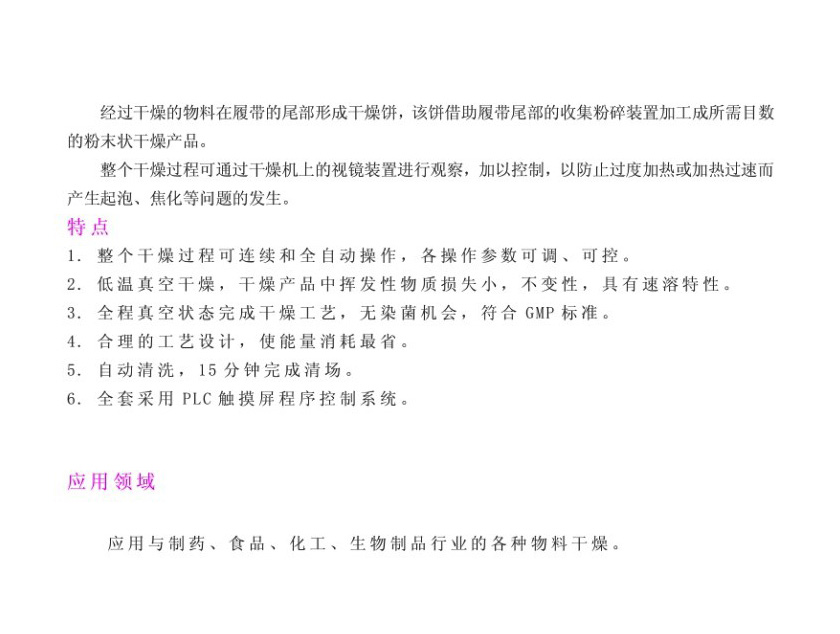 经过干燥的物料在履带的尾部形成干燥饼，该饼借助履带尾部的收集粉碎装置加工成所需目数
的粉末状干燥产品。
整个干燥过程可通过干燥机上的视镜装置进行观察，加以控制，以防止过度加热或加热过速而
产生起泡、焦化等问题的发生。
特点
1. 整个干燥过程可连续和全自动操作，各操作参数可调、可控。
2. 低温真空干燥，干燥产品中挥发性物质损失小，不变性，具有速溶特性。
3. 全程真空状态完成干燥工艺，无染菌机会，符合 GMP 标准。
4. 合理的工艺设计，使能量消耗最省。
5. 自动清洗，15 分钟完成清场。
6. 全套采用 PLC 触摸屏程序控制系统。
应用领域
应用与制药、食品、化工、生物制品行业的各种物料干燥。